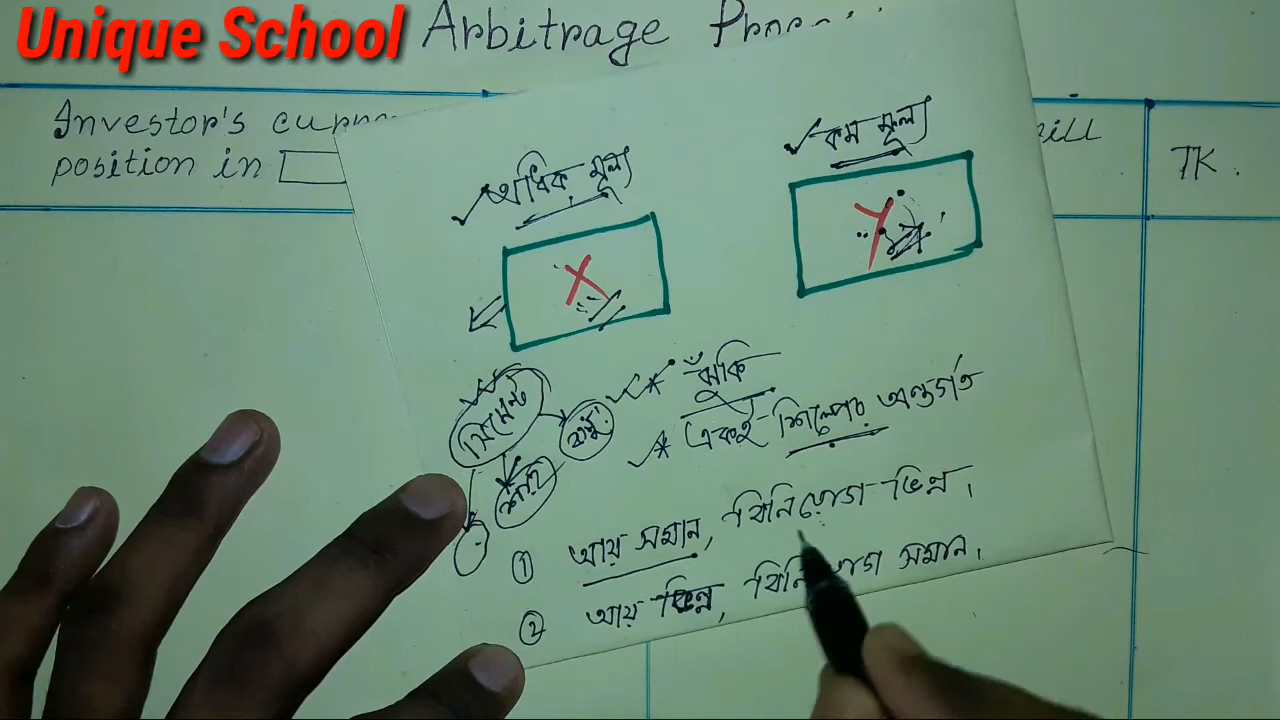 Unique School
Arbitrage
Investor's
position in
TK.
অধিক মূল্য
কম মূল্য
X
Y
* ঝুঁকি
* একই শিল্পের অন্তর্গত
সিমেন্ট
① আয় সমান, বিনিয়োগ ভিন্ন।
② আয় ভিন্ন, বিনিয়োগ সমান।